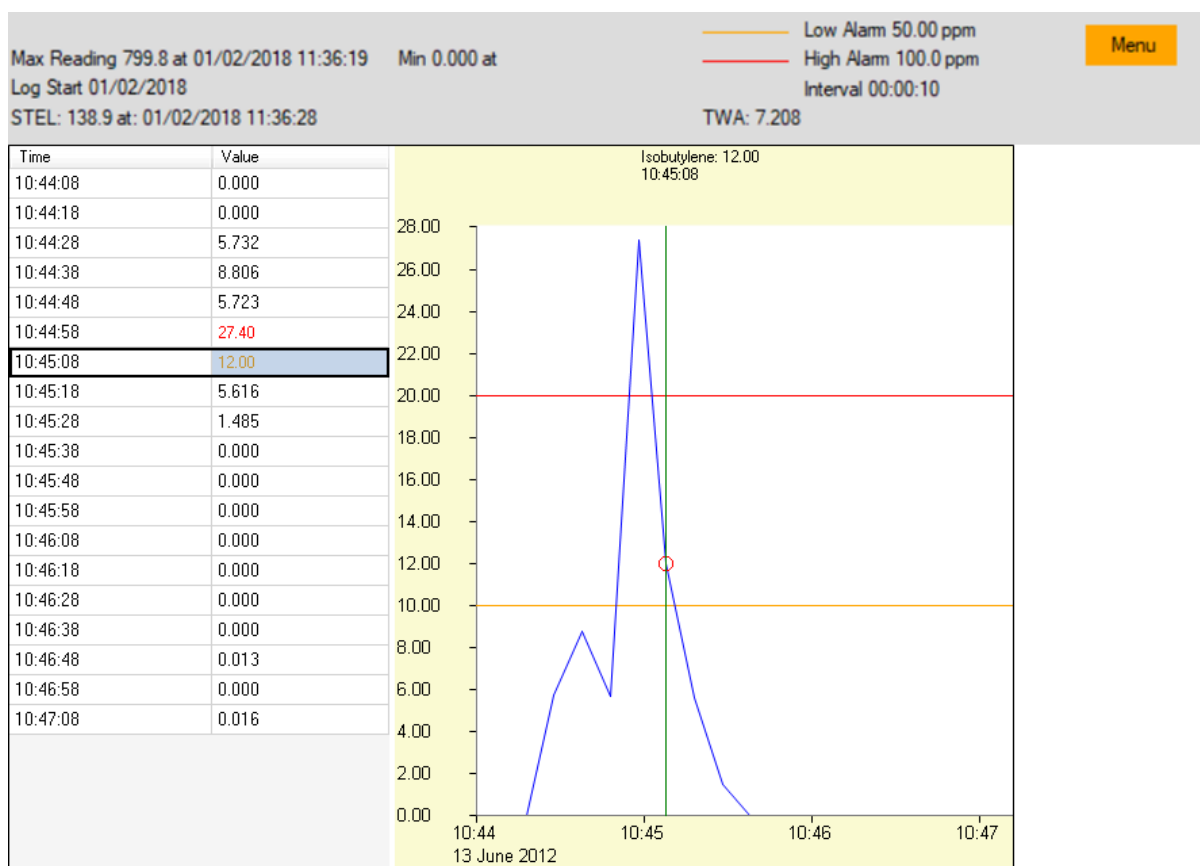 Max Reading 799.8 at 01/02/2018 11:36:19 Min 0.000 at
Log Start 01/02/2018
STEL: 138.9 at: 01/02/2018 11:36:28
Low Alarm 50.00 ppm
High Alarm 100.0 ppm
Interval 00:00:10
TWA: 7.208
Menu
Time Value
10:44:08 0.000
10:44:18 0.000
10:44:28 5.732
10:44:38 8.806
10:44:48 5.723
10:44:58 27.40
10:45:08 12.00
10:45:18 5.616
10:45:28 1.485
10:45:38 0.000
10:45:48 0.000
10:45:58 0.000
10:46:08 0.000
10:46:18 0.000
10:46:28 0.000
10:46:38 0.000
10:46:48 0.013
10:46:58 0.000
10:47:08 0.016
Isobutylene: 12.00
10:45:08
28.00
26.00
24.00
22.00
20.00
18.00
16.00
14.00
12.00
10.00
8.00
6.00
4.00
2.00
0.00
10:44 10:45 10:46 10:47
13 June 2012